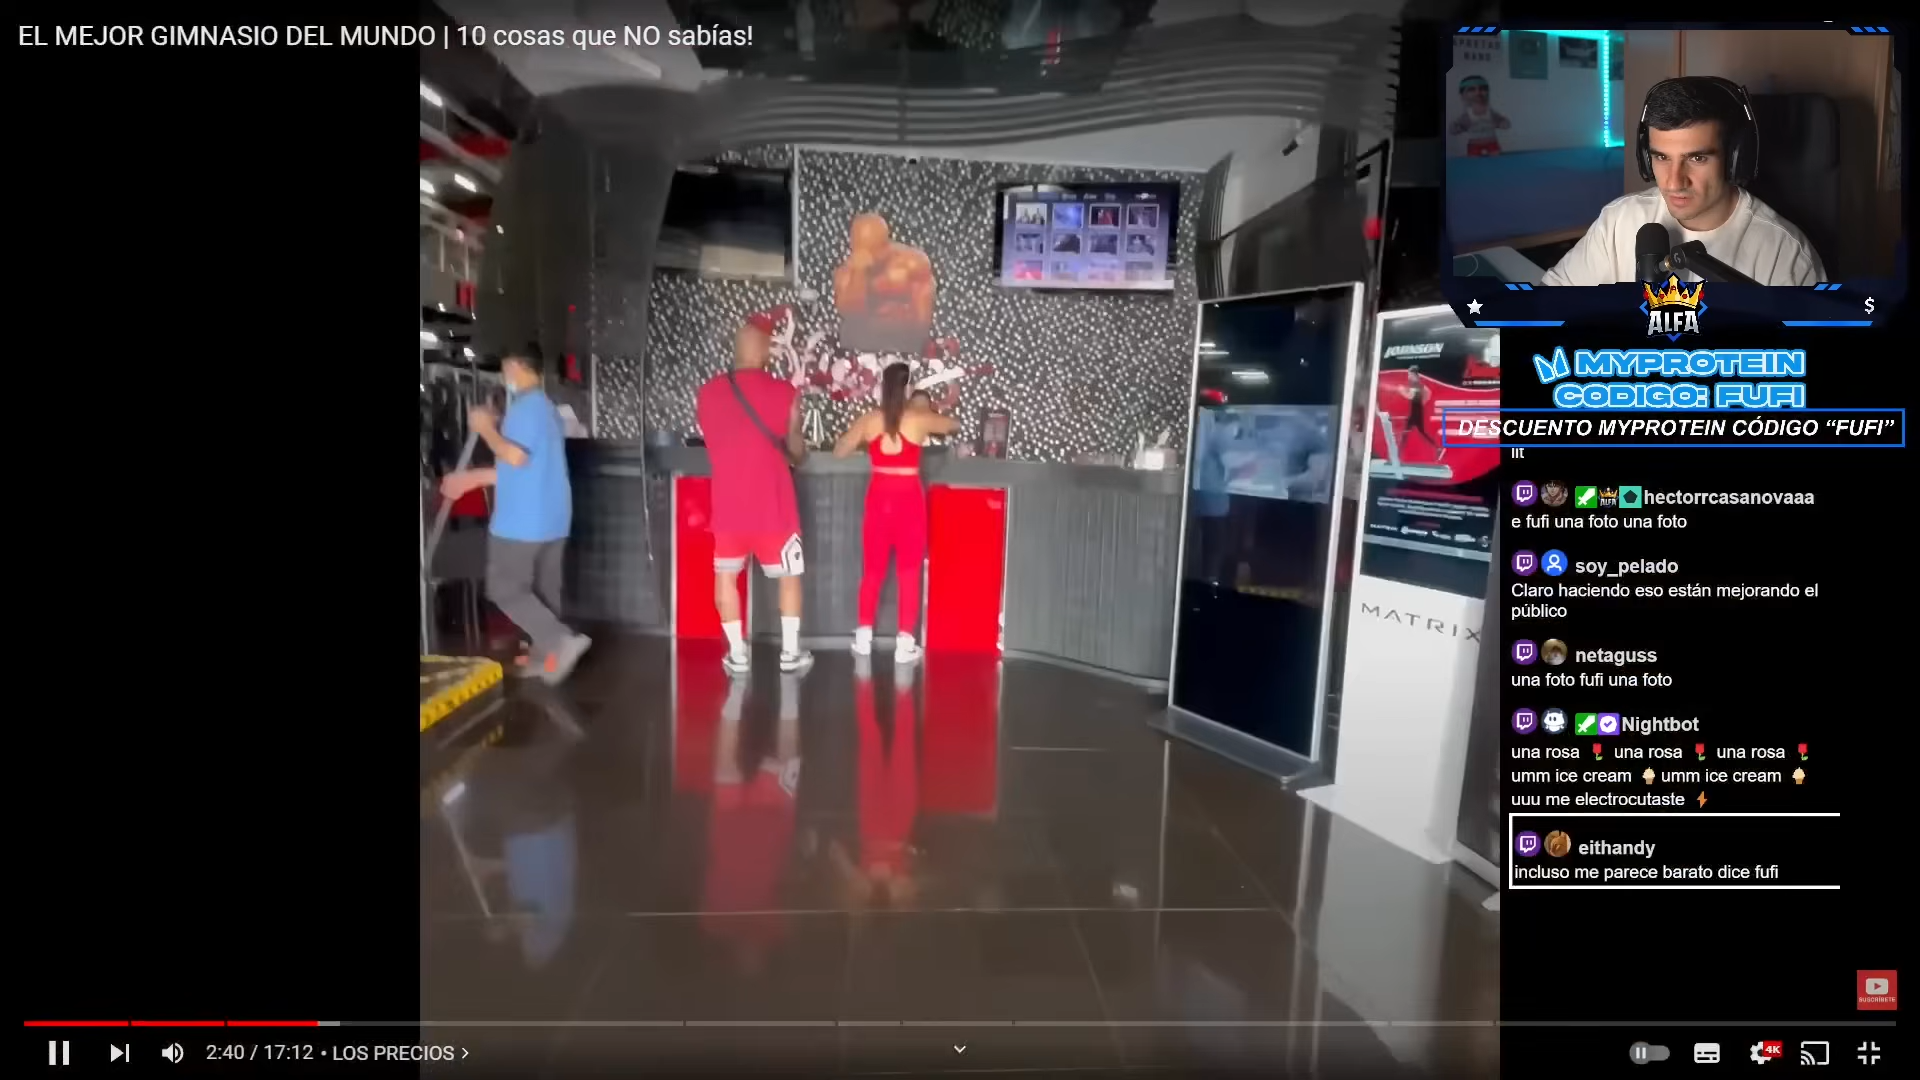 EL MEJOR GIMNASIO DEL MUNDO | 10 cosas que NO sabías!
ALFA
$
MYPROTEIN
CODIGO: FUFI
DESCUENTO MYPROTEIN CÓDIGO “FUFI”
JOHNSON
MATRIX
hectorrcasanovaaa
e fufi una foto una foto
soy_pelado
Claro haciendo eso están mejorando el
público
netaguss
una foto fufi una foto
Nightbot
una rosa 🌹 una rosa 🌹 una rosa 🌹
umm ice cream 🍦 umm ice cream 🍦
uuu me electrocutaste ⚡
eithandy
incluso me parece barato dice fufi
SUSCRÍBETE
2:40 / 17:12 • LOS PRECIOS ›
4K